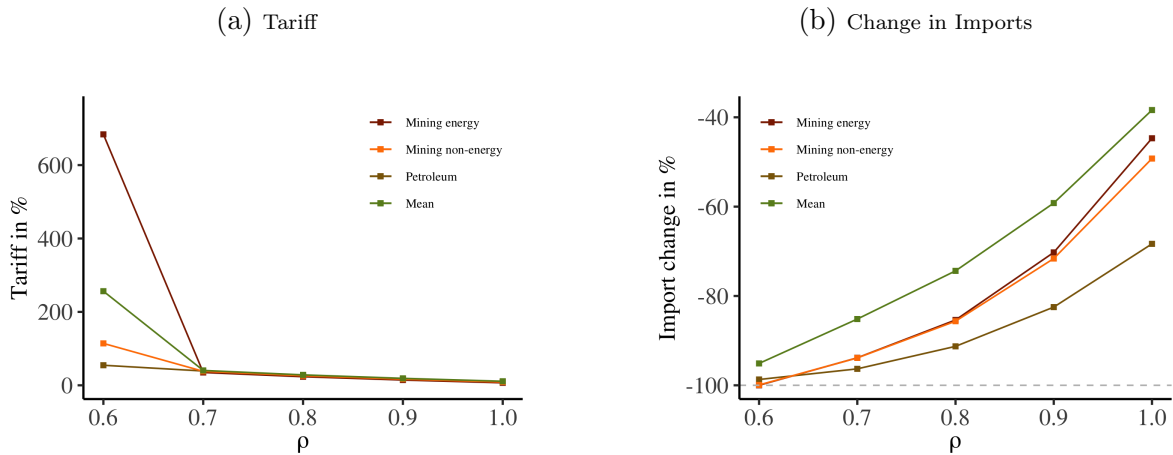 (a) Tariff
Tariff in %
600
400
200
0
0.6 0.7 0.8 0.9 1.0
ρ
Mining energy
Mining non-energy
Petroleum
Mean
(b) Change in Imports
Import change in %
-40
-60
-80
-100
0.6 0.7 0.8 0.9 1.0
ρ
Mining energy
Mining non-energy
Petroleum
Mean